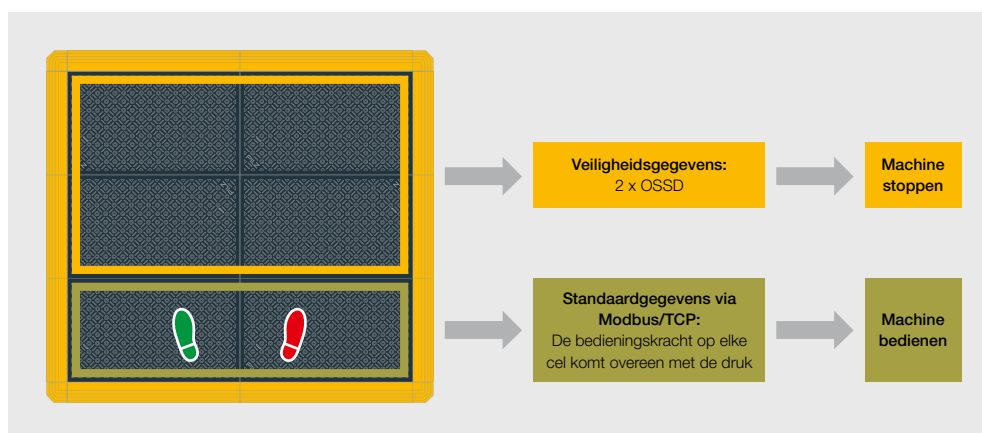 Veiligheidsgegevens:
2 x OSSD
Machine
stoppen
Standaardgegevens via
Modbus/TCP:
De bedieningskracht op elke
cel komt overeen met de druk
Machine
bedienen